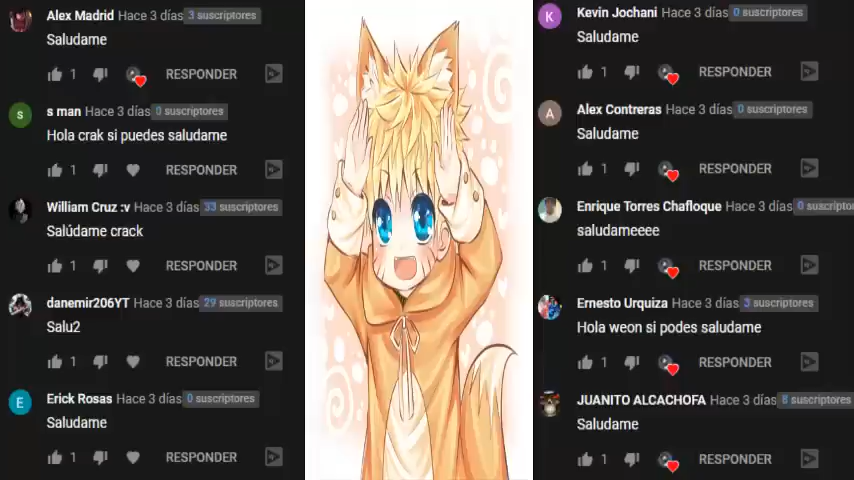 Alex Madrid Hace 3 días 3 suscriptores
Saludame
1 RESPONDER
s man Hace 3 días 0 suscriptores
Hola crak si puedes saludame
1 RESPONDER
William Cruz :v Hace 3 días 33 suscriptores
Salúdame crack
1 RESPONDER
danemir206YT Hace 3 días 29 suscriptores
Salu2
1 RESPONDER
E Erick Rosas Hace 3 días 0 suscriptores
Saludame
1 RESPONDER
K Kevin Jochani Hace 3 días 0 suscriptores
Saludame
1 RESPONDER
A Alex Contreras Hace 3 días 0 suscriptores
Saludame
1 RESPONDER
Enrique Torres Chafloque Hace 3 días 0 suscripto
saludameeee
1 RESPONDER
Ernesto Urquiza Hace 3 días 3 suscriptores
Hola weon si podes saludame
1 RESPONDER
JUANITO ALCACHOFA Hace 3 días 8 suscriptores
Saludame
1 RESPONDER